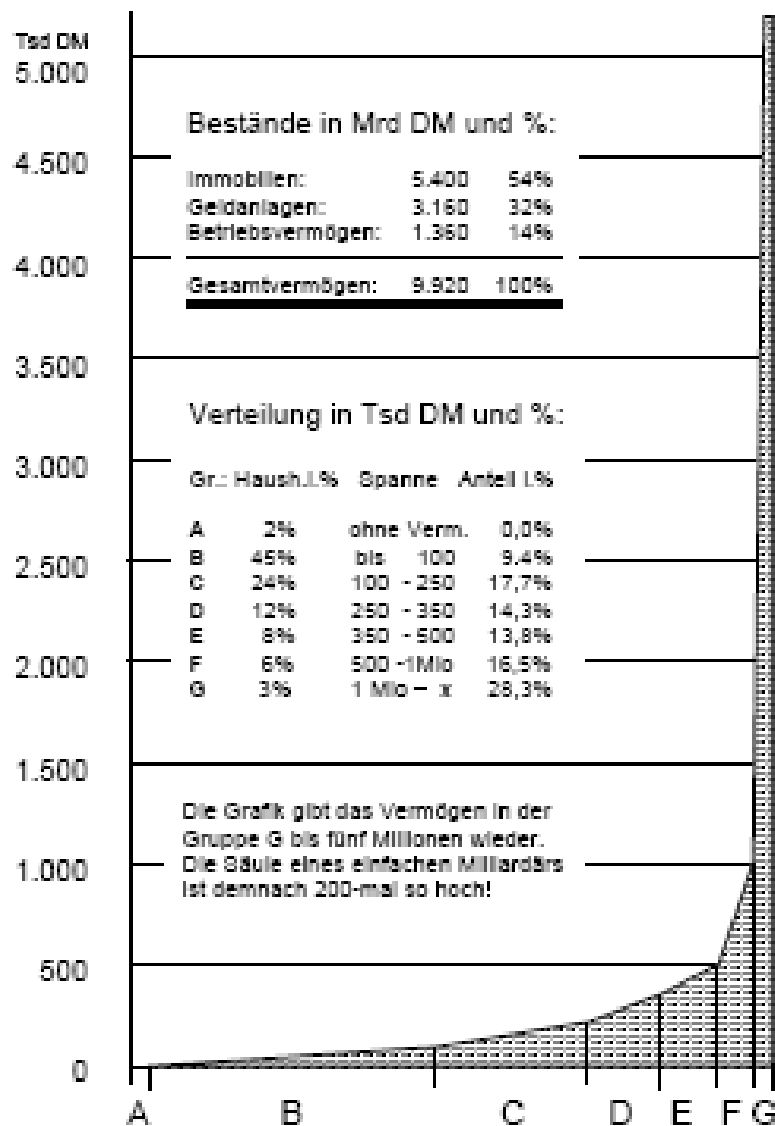 Tsd DM
5.000
4.500
4.000
3.500
3.000
2.500
2.000
1.500
1.000
500
0
Bestände in Mrd DM und %:
Immobilien: 5.400 54%
Geldanlagen: 3.160 32%
Betriebsvermögen: 1.360 14%
Gesamtvermögen: 9.920 100%
Verteilung in Tsd DM und %:
Gr.: Haush.i.% Spanne Anteil i.%
A 2% ohne Verm. 0,0%
B 45% bis 100 9.4%
C 24% 100 - 250 17,7%
D 12% 250 - 350 14,3%
E 8% 350 - 500 13,8%
F 6% 500 -1Mio 16,5%
G 3% 1 Mio – x 28,3%
Die Grafik gibt das Vermögen in der
Gruppe G bis fünf Millionen wieder.
Die Säule eines einfachen Milliardärs
ist demnach 200-mal so hoch!
A B C D E F G